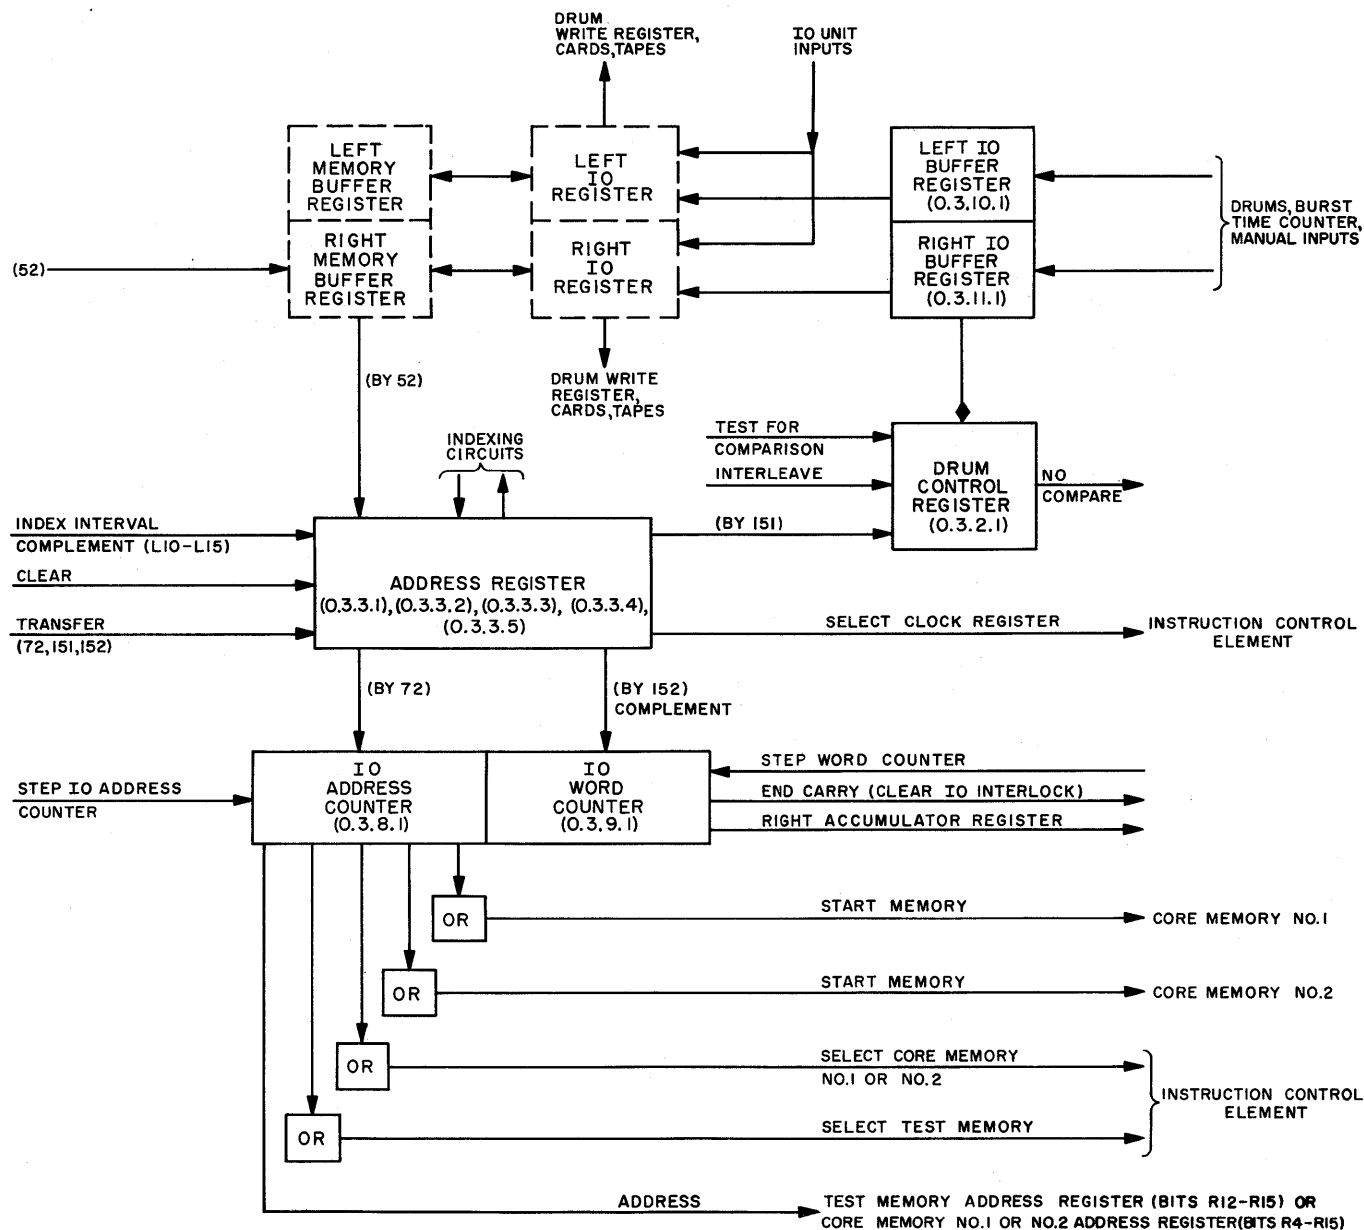 DRUM
WRITE REGISTER,
CARDS,TAPES
IO UNIT
INPUTS
LEFT
MEMORY
BUFFER
REGISTER
LEFT
IO
REGISTER
LEFT IO
BUFFER
REGISTER
(0.3.10.1)
DRUMS, BURST
TIME COUNTER,
MANUAL INPUTS
(52)
RIGHT
MEMORY
BUFFER
REGISTER
RIGHT
IO
REGISTER
RIGHT IO
BUFFER
REGISTER
(0.3.11.1)
(BY 52)
DRUM WRITE
REGISTER,
CARDS,TAPES
INDEXING
CIRCUITS
TEST FOR
COMPARISON
INTERLEAVE
DRUM
CONTROL
REGISTER
(0.3.2.1)
NO
COMPARE
INDEX INTERVAL
COMPLEMENT (L10-L15)
(BY 151)
CLEAR
ADDRESS REGISTER
(0.3.3.1),(0.3.3.2),(0.3.3.3), (0.3.3.4),
(0.3.3.5)
TRANSFER
(72,151,152)
SELECT CLOCK REGISTER
INSTRUCTION CONTROL
ELEMENT
(BY 72)
(BY 152)
COMPLEMENT
STEP IO ADDRESS
COUNTER
IO
ADDRESS
COUNTER
(0.3.8.1)
IO
WORD
COUNTER
(0.3.9.1)
STEP WORD COUNTER
END CARRY (CLEAR IO INTERLOCK)
RIGHT ACCUMULATOR REGISTER
OR
START MEMORY
CORE MEMORY NO.1
OR
START MEMORY
CORE MEMORY NO.2
OR
SELECT CORE MEMORY
NO.1 OR NO.2
INSTRUCTION CONTROL
ELEMENT
OR
SELECT TEST MEMORY
ADDRESS
TEST MEMORY ADDRESS REGISTER (BITS R12-R15) OR
CORE MEMORY NO.1 OR NO.2 ADDRESS REGISTER(BITS R4-R15)